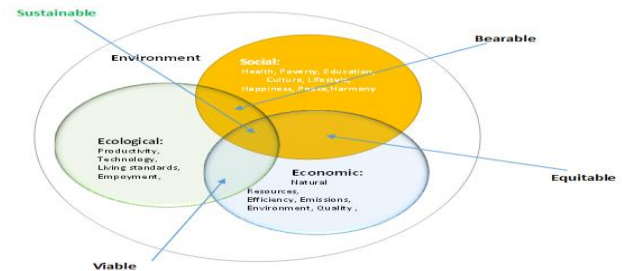 Sustainable
Bearable
Environment
Social:
Health, Poverty, Education,
Culture, Lifestyle,
Happiness, Peace, Harmony
Ecological:
Productivity,
Technology,
Living standards,
Empoyment,
Economic:
Natural
Resources,
Efficiency, Emissions,
Environment, Quality ,
Equitable
Viable